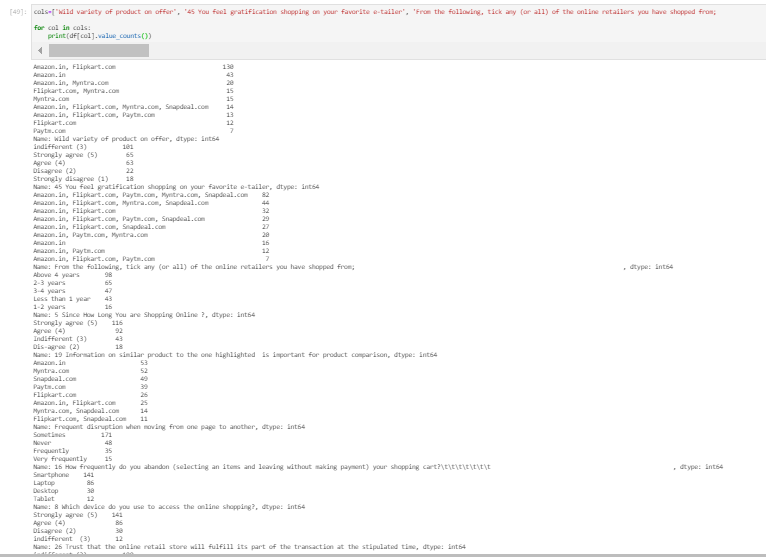 [49]: cols=['Wild variety of product on offer', '45 You feel gratification shopping on your favorite e-tailer', 'From the following, tick any (or all) of the online retailers you have shopped from;
for col in cols:
print(df[col].value_counts())
Amazon.in, Flipkart.com 130
Amazon.in 43
Amazon.in, Myntra.com 20
Flipkart.com, Myntra.com 15
Myntra.com 15
Amazon.in, Flipkart.com, Myntra.com, Snapdeal.com 14
Amazon.in, Flipkart.com, Paytm.com 13
Flipkart.com 12
Paytm.com 7
Name: Wild variety of product on offer, dtype: int64
indifferent (3) 101
Strongly agree (5) 65
Agree (4) 63
Disagree (2) 22
Strongly disagree (1) 18
Name: 45 You feel gratification shopping on your favorite e-tailer, dtype: int64
Amazon.in, Flipkart.com, Paytm.com, Myntra.com, Snapdeal.com 82
Amazon.in, Flipkart.com, Myntra.com, Snapdeal.com 44
Amazon.in, Flipkart.com 32
Amazon.in, Flipkart.com, Paytm.com, Snapdeal.com 29
Amazon.in, Flipkart.com, Snapdeal.com 27
Amazon.in, Paytm.com, Myntra.com 20
Amazon.in 16
Amazon.in, Paytm.com 12
Amazon.in, Flipkart.com, Paytm.com 7
Name: From the following, tick any (or all) of the online retailers you have shopped from; , dtype: int64
Above 4 years 98
2-3 years 65
3-4 years 47
Less than 1 year 43
1-2 years 16
Name: 5 Since How Long You are Shopping Online ?, dtype: int64
Strongly agree (5) 116
Agree (4) 92
indifferent (3) 43
Dis-agree (2) 18
Name: 19 Information on similar product to the one highlighted  is important for product comparison, dtype: int64
Amazon.in 53
Myntra.com 52
Snapdeal.com 49
Paytm.com 39
Flipkart.com 26
Amazon.in, Flipkart.com 25
Myntra.com, Snapdeal.com 14
Flipkart.com, Snapdeal.com 11
Name: Frequent disruption when moving from one page to another, dtype: int64
Sometimes 171
Never 48
Frequently 35
Very frequently 15
Name: 16 How frequently do you abandon (selecting an items and leaving without making payment) your shopping cart?\t\t\t\t\t\t\t , dtype: int64
Smartphone 141
Laptop 86
Desktop 30
Tablet 12
Name: 8 Which device do you use to access the online shopping?, dtype: int64
Strongly agree (5) 141
Agree (4) 86
Disagree (2) 30
indifferent  (3) 12
Name: 26 Trust that the online retail store will fulfill its part of the transaction at the stipulated time, dtype: int64